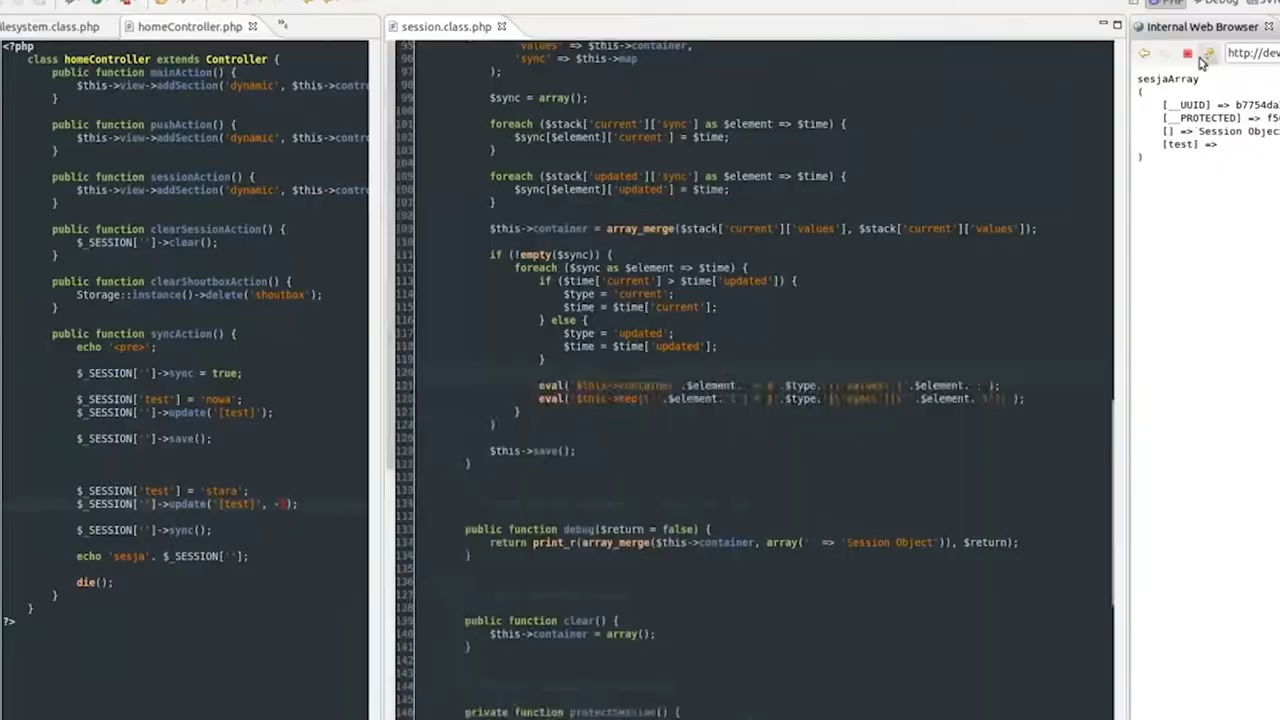 ilesystem.class.php
homeController.php
<?php
class homeController extends Controller {
public function mainAction() {
$this->view->addSection('dynamic', $this->contro
}
public function pushAction() {
$this->view->addSection('dynamic', $this->contro
}
public function sessionAction() {
$this->view->addSection('dynamic', $this->contro
}
public function clearSessionAction() {
$_SESSION['']->clear();
}
public function clearShoutboxAction() {
Storage::instance()->delete('shoutbox');
}
public function syncAction() {
echo '<pre>';
$_SESSION['']->sync = true;
$_SESSION['test'] = 'nowa';
$_SESSION['']->update('[test]');
$_SESSION['']->save();
$_SESSION['test'] = 'stara';
$_SESSION['']->update('[test]', -
$_SESSION['']->sync();
echo 'sesja'. $_SESSION[''];
die();
}
}
?>
session.class.php
'values' => $this->container,
'sync' => $this->map
);
$sync = array();
foreach ($stack['current']['sync'] as $element => $time) {
$sync[$element]['current'] = $time;
}
foreach ($stack['updated']['sync'] as $element => $time) {
$sync[$element]['updated'] = $time;
}
$this->container = array_merge($stack['current']['values'], $stack['current']['values']);
if (!empty($sync)) {
foreach ($sync as $element => $time) {
if ($time['current'] > $time['updated']) {
$type = 'current';
$time = $time['current'];
} else {
$type = 'updated';
$time = $time['updated'];
}
eval(
eval(
}
}
$this->save();
}
public function debug($return = false) {
return print_r(array_merge($this->container, array('' => 'Session Object')), $return);
}
public function clear() {
$this->container = array();
}
private function protectSession() {
PHP
Debug
Internal Web Browser
http://dev
sesjaArray
(
[__UUID] => b7754da
[__PROTECTED] => f5
[] => Session Objec
[test] =>
)